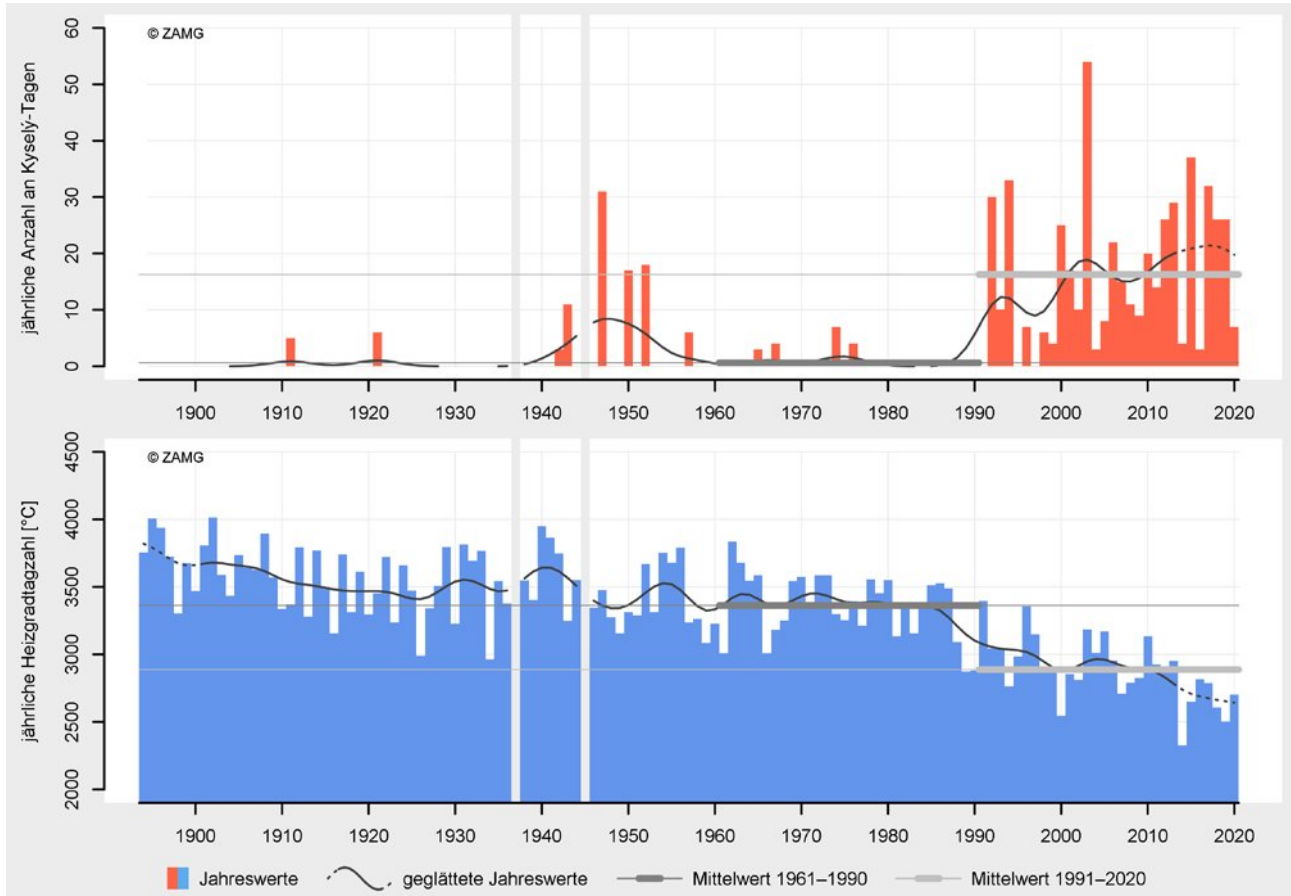 jährliche Anzahl an Kyselý-Tagen
© ZAMG
60
50
40
30
20
10
0
1900 1910 1920 1930 1940 1950 1960 1970 1980 1990 2000 2010 2020
jährliche Heizgradtagzahl [°C]
© ZAMG
4500
4000
3500
3000
2500
2000
1900 1910 1920 1930 1940 1950 1960 1970 1980 1990 2000 2010 2020
Jahreswerte geglättete Jahreswerte Mittelwert 1961–1990 Mittelwert 1991–2020